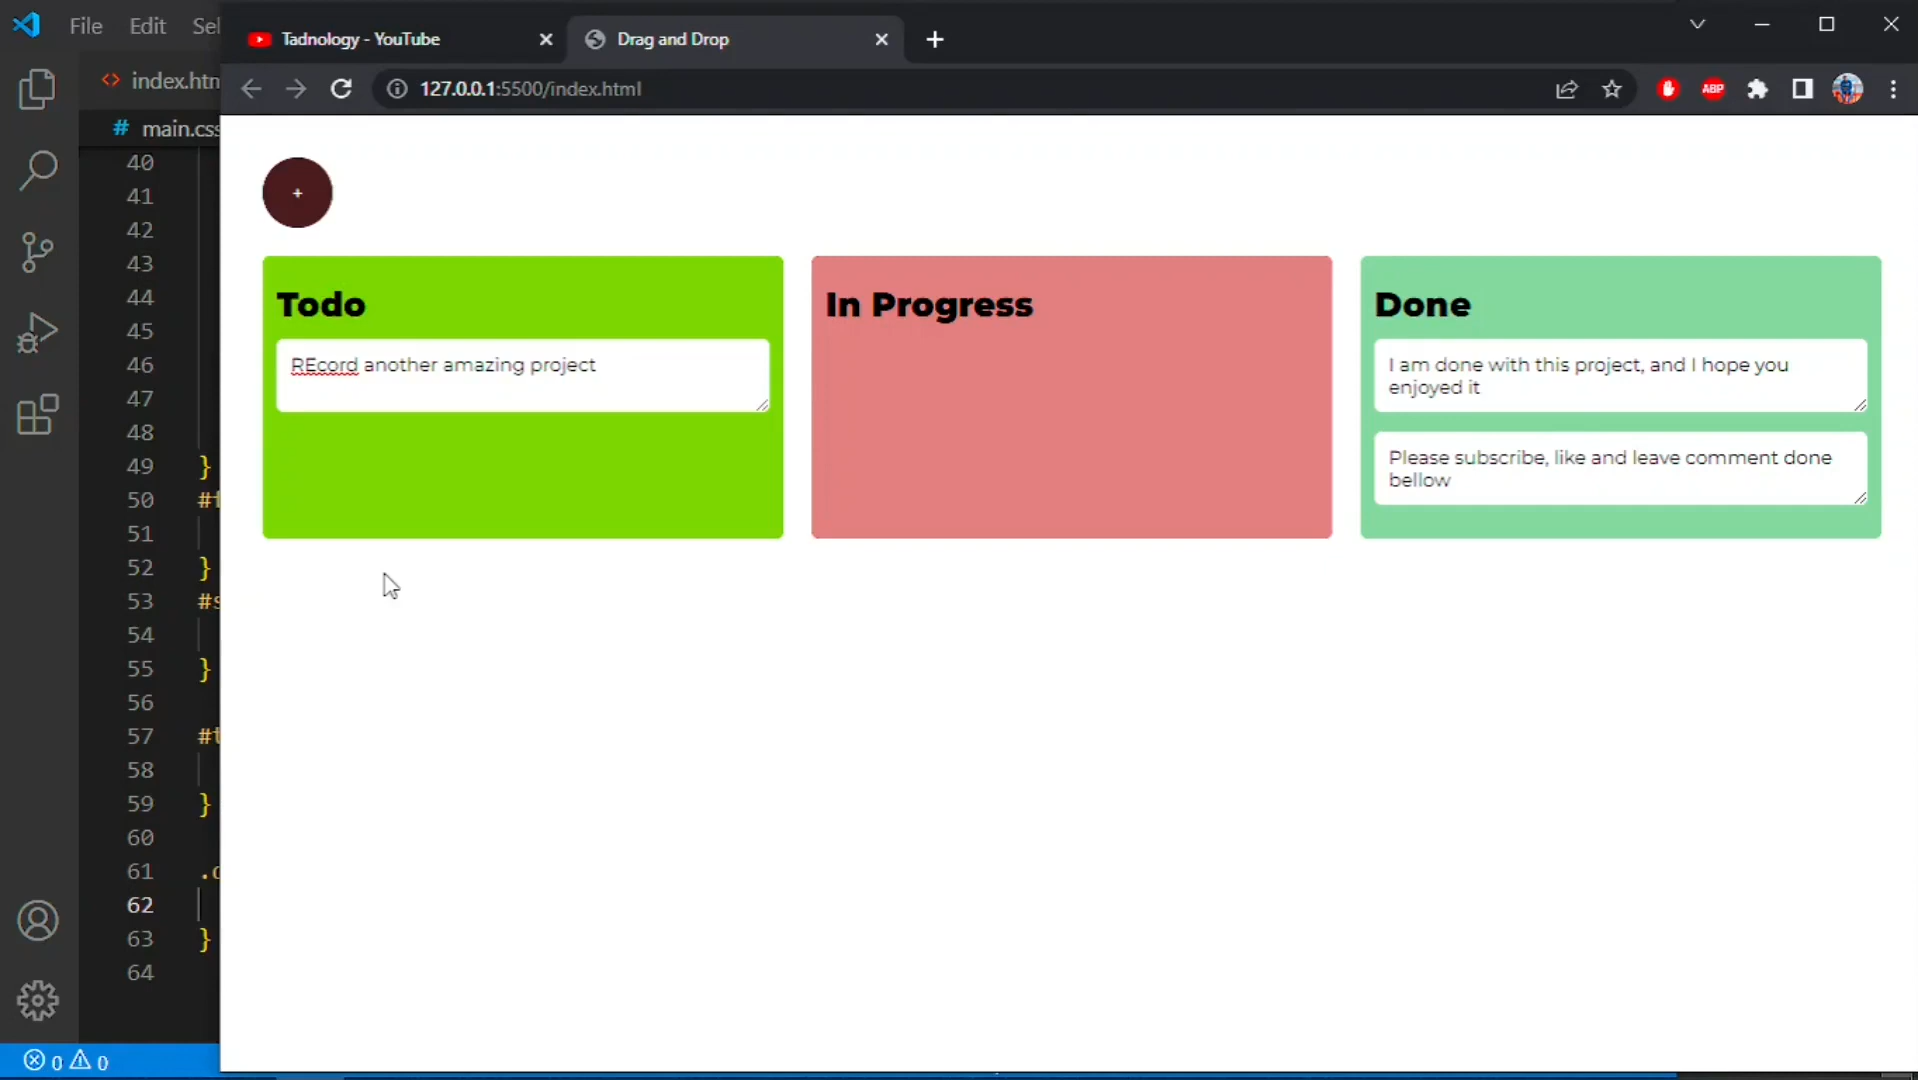 File Edit Sel
Tadnology - YouTube
Drag and Drop
127.0.0.1:5500/index.html
ABP
index.htm
# main.css
40
41
42
43
44
45
46
47
48
49 }
50 #f
51
52 }
53 #s
54
55 }
56
57 #t
58
59 }
60
61 .c
62
63 }
64
0 0
+
Todo
REcord another amazing project
In Progress
Done
I am done with this project, and I hope you
enjoyed it
Please subscribe, like and leave comment done
bellow